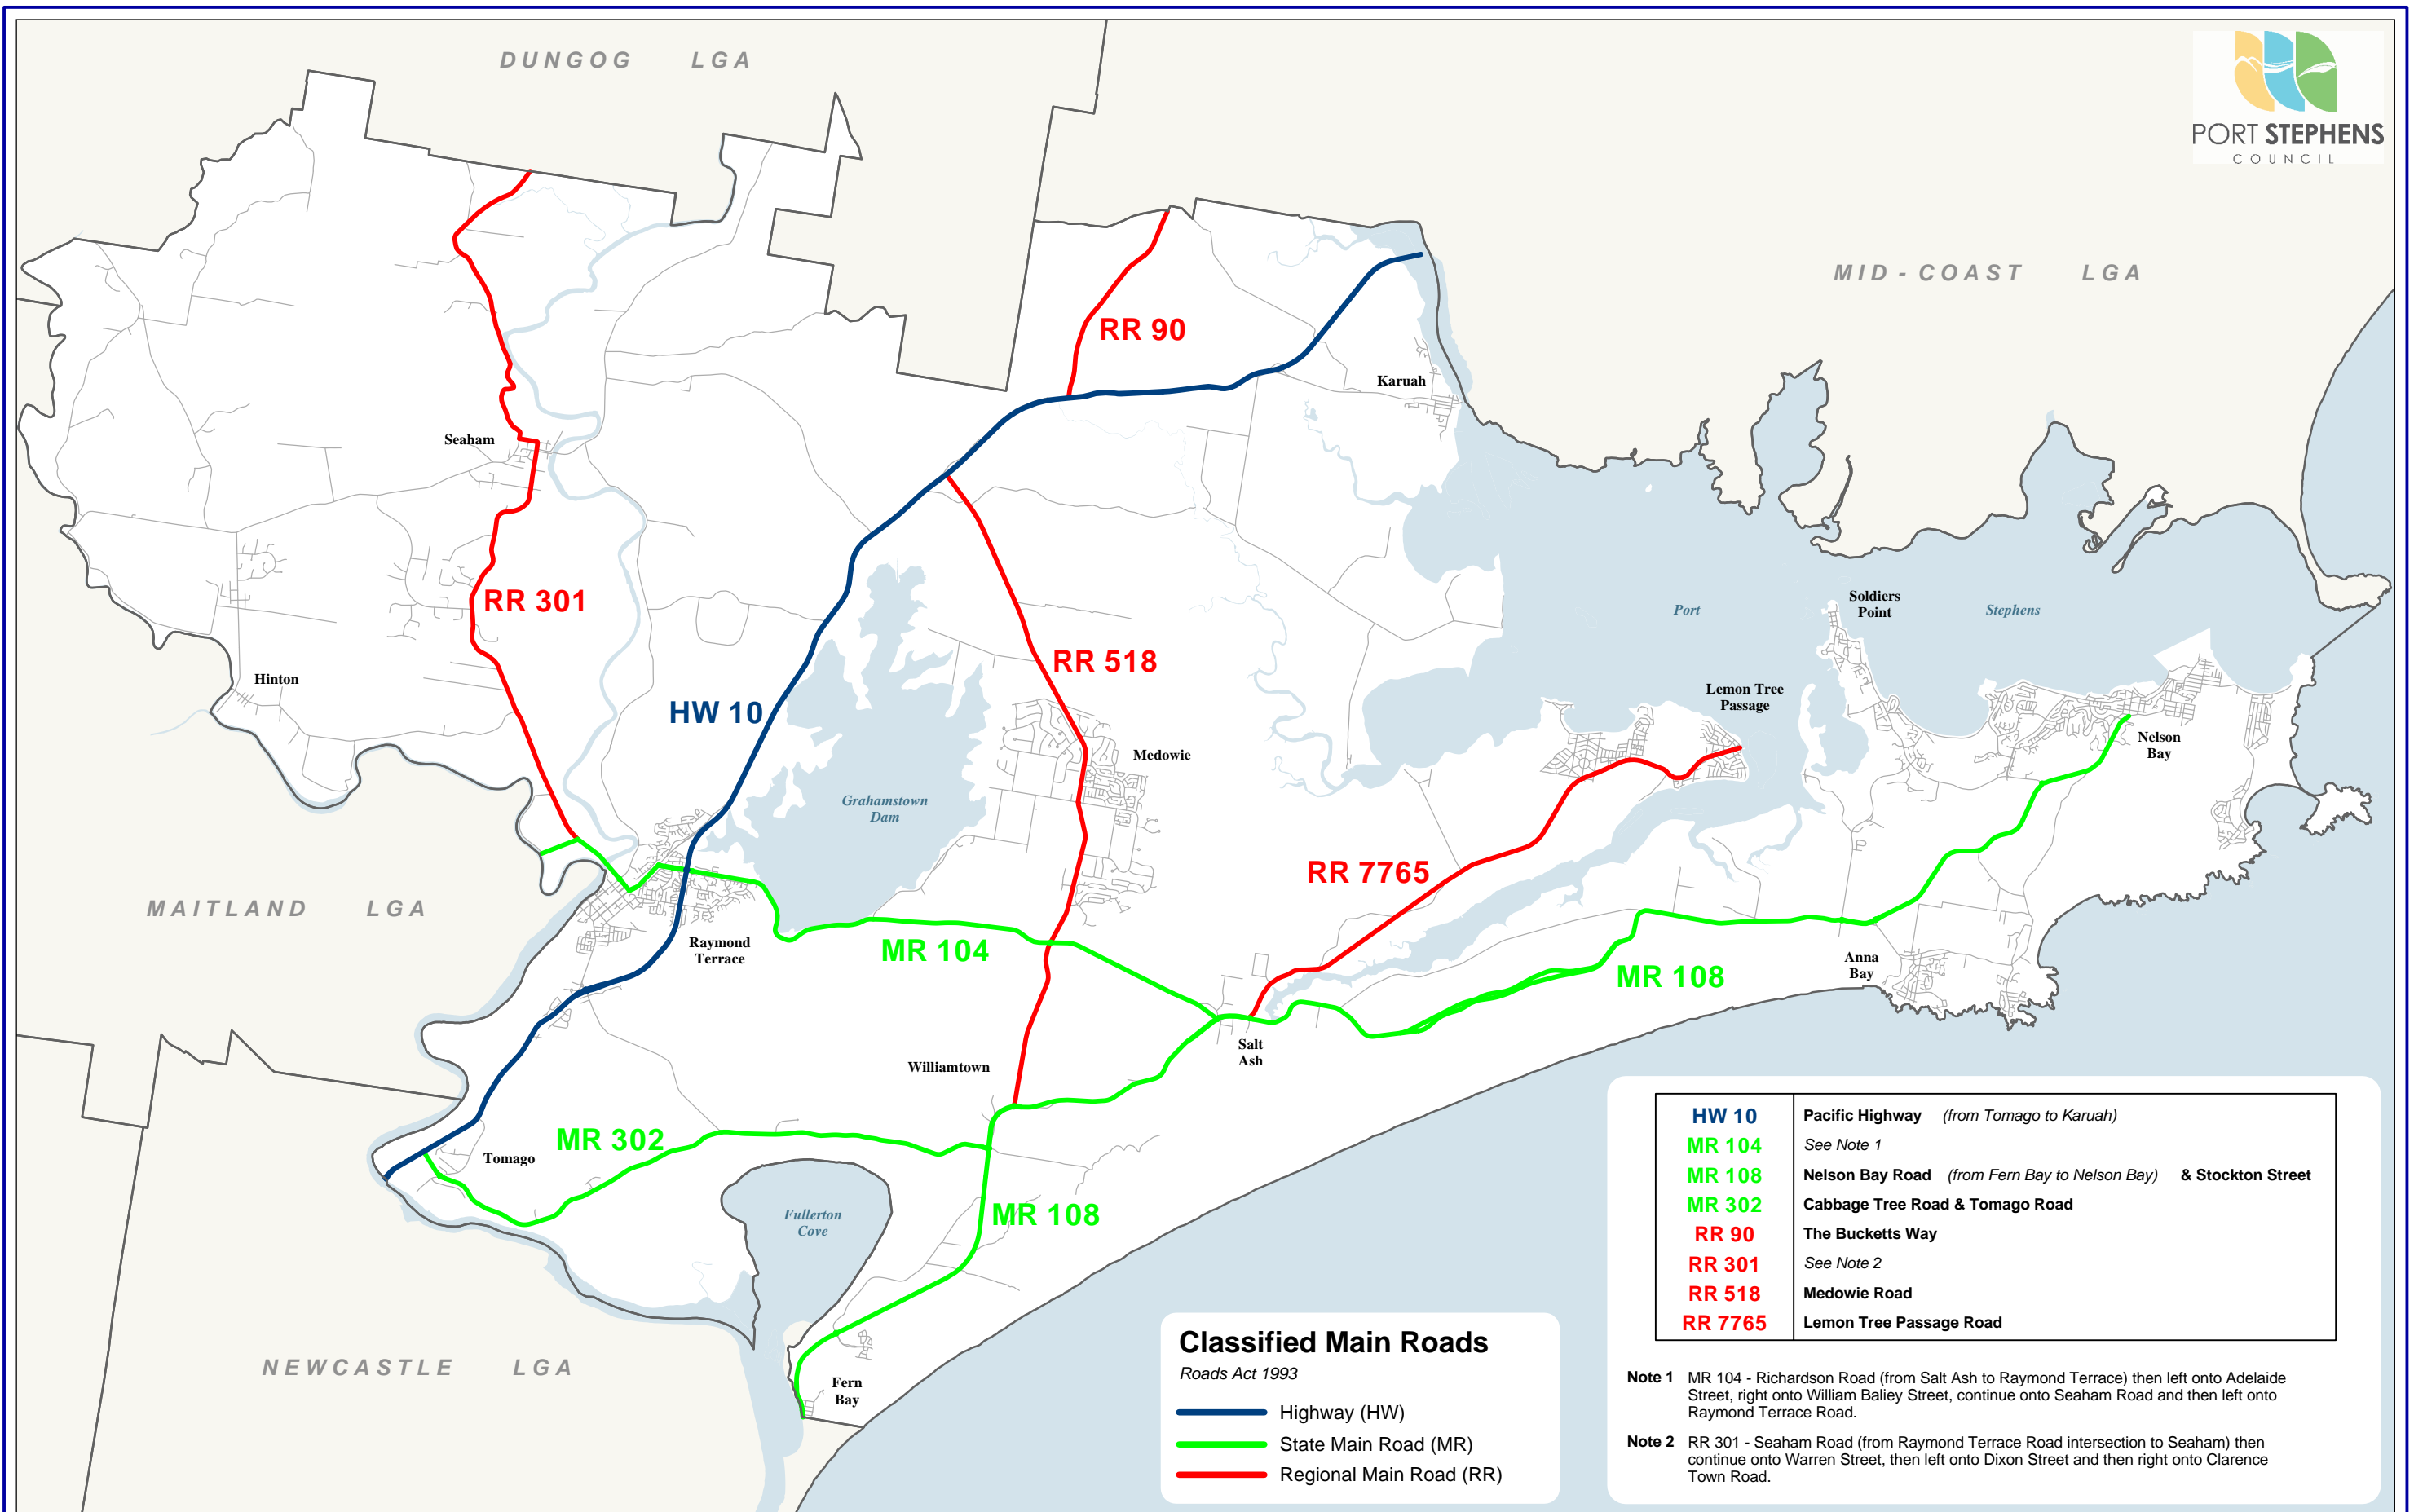 DUNGOG LGA
PORT STEPHENS
COUNCIL
MID - COAST LGA
RR 90
Karuah
Seaham
RR 301
Soldiers
Point
Port
Stephens
RR 518
Hinton
HW 10
Lemon Tree
Passage
Nelson
Bay
Medowie
Grahamstown
Dam
RR 7765
MAITLAND LGA
Raymond
Terrace
MR 104
Anna
Bay
MR 108
Salt
Ash
Williamtown
MR 302
Tomago
Fullerton
Cove
MR 108
NEWCASTLE LGA
Fern
Bay
Classified Main Roads
Roads Act 1993
Highway (HW)
State Main Road (MR)
Regional Main Road (RR)
HW 10 Pacific Highway (from Tomago to Karuah)
MR 104 See Note 1
MR 108 Nelson Bay Road (from Fern Bay to Nelson Bay) & Stockton Street
MR 302 Cabbage Tree Road & Tomago Road
RR 90 The Bucketts Way
RR 301 See Note 2
RR 518 Medowie Road
RR 7765 Lemon Tree Passage Road
Note 1 MR 104 - Richardson Road (from Salt Ash to Raymond Terrace) then left onto Adelaide
Street, right onto William Baliey Street, continue onto Seaham Road and then left onto
Raymond Terrace Road.
Note 2 RR 301 - Seaham Road (from Raymond Terrace Road intersection to Seaham) then
continue onto Warren Street, then left onto Dixon Street and then right onto Clarence
Town Road.